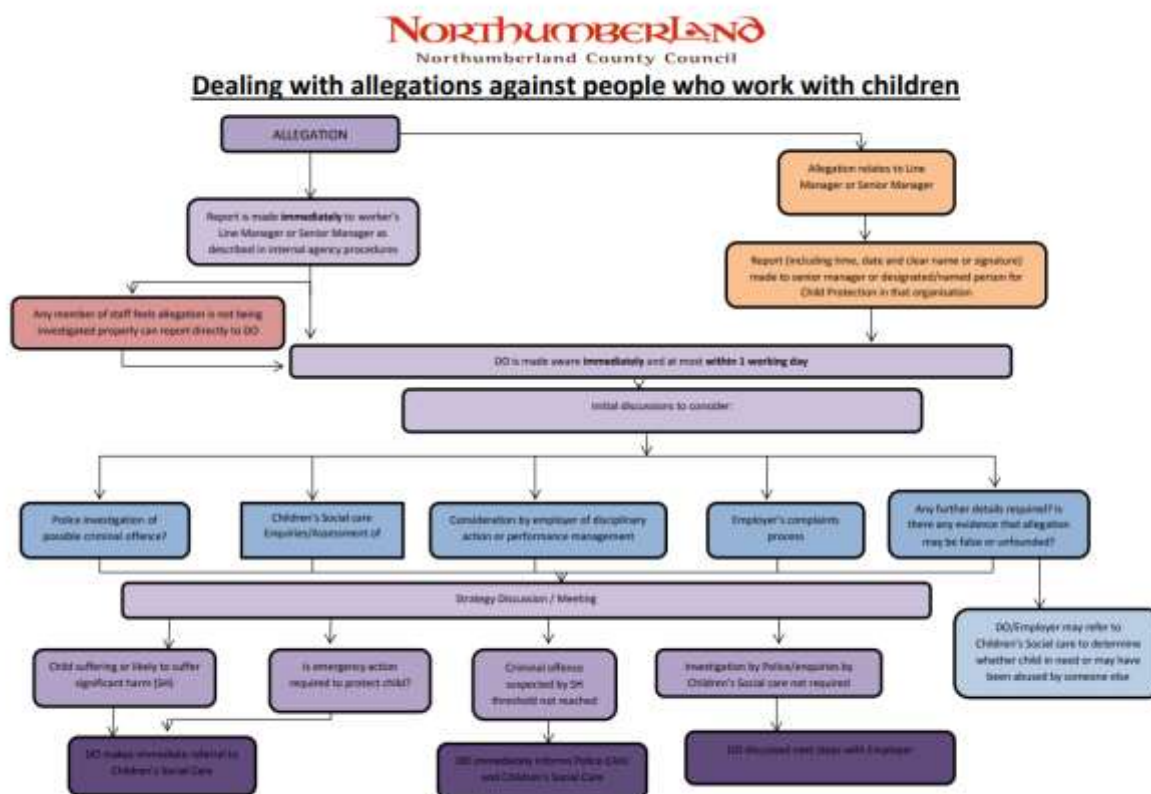 NORTHUMBERLAND
Northumberland County Council
Dealing with allegations against people who work with children
ALLEGATION
Allegation relates to Line
Manager or Senior Manager
Report is made immediately to worker's
Line Manager or Senior Manager as
described in internal agency procedures
Report (including time, date and clear name or signature)
made to senior manager or designated/named person for
Child Protection in that organisation
Any member of staff feels allegation is not being
investigated properly can report directly to DO
DO is made aware immediately and at most within 1 working day
Initial discussions to consider:
Police investigation of
possible criminal offence?
Children's Social care
Enquiries/Assessment of
Consideration by employer of disciplinary
action or performance management
Employer's complaints
process
Any further details required? Is
there any evidence that allegation
may be false or unfounded?
Strategy Discussion / Meeting
DO/Employer may refer to
Children's Social care to determine
whether child in need or may have
been abused by someone else
Child suffering or likely to suffer
significant harm (SH)
Is emergency action
required to protect child?
Criminal offence
suspected by SH
threshold not reached
Investigation by Police/enquiries by
Children's Social care not required
DO makes immediate referral to
Children's Social Care
DO immediately informs Police
and Children's Social Care
DO discussed next steps with Employer